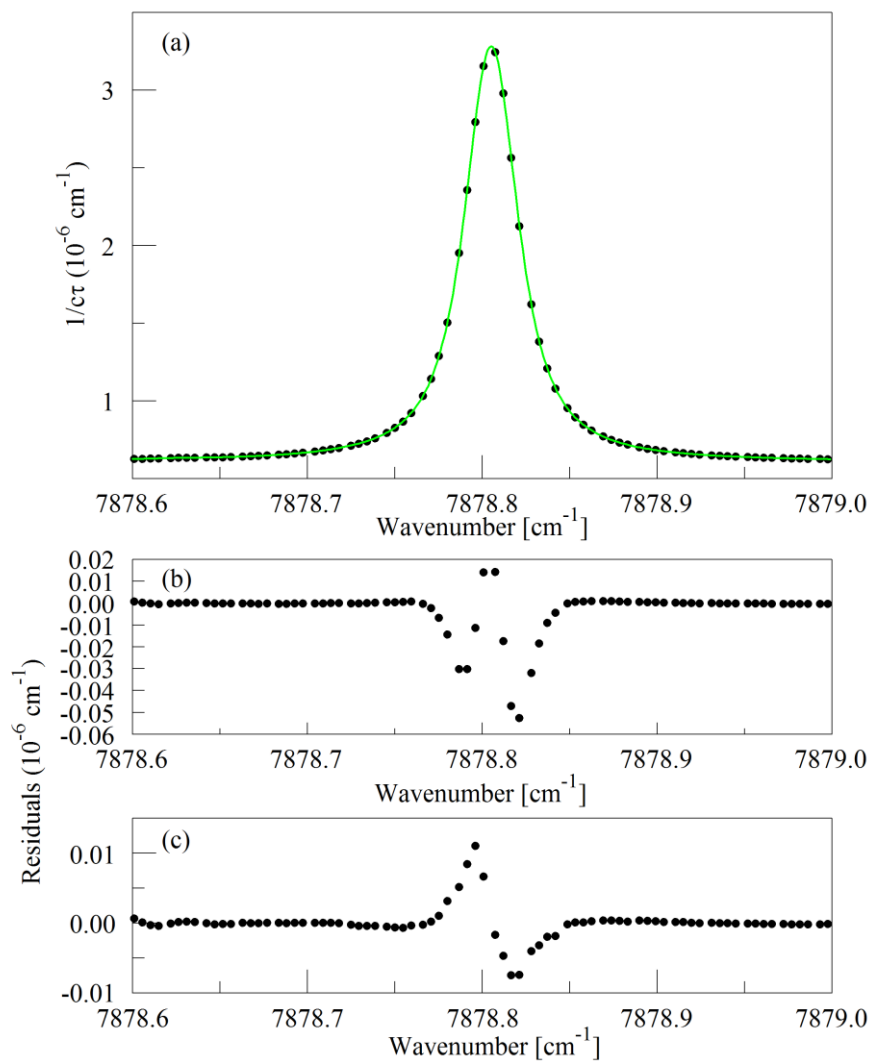 (a)
3
2
1
1/cτ (10⁻⁶ cm⁻¹)
7878.6 7878.7 7878.8 7878.9 7879.0
Wavenumber [cm⁻¹]
(b)
0.02
0.01
0.00
-0.01
-0.02
-0.03
-0.04
-0.05
-0.06
7878.6 7878.7 7878.8 7878.9 7879.0
Wavenumber [cm⁻¹]
Residuals (10⁻⁶ cm⁻¹)
(c)
0.01
0.00
-0.01
7878.6 7878.7 7878.8 7878.9 7879.0
Wavenumber [cm⁻¹]